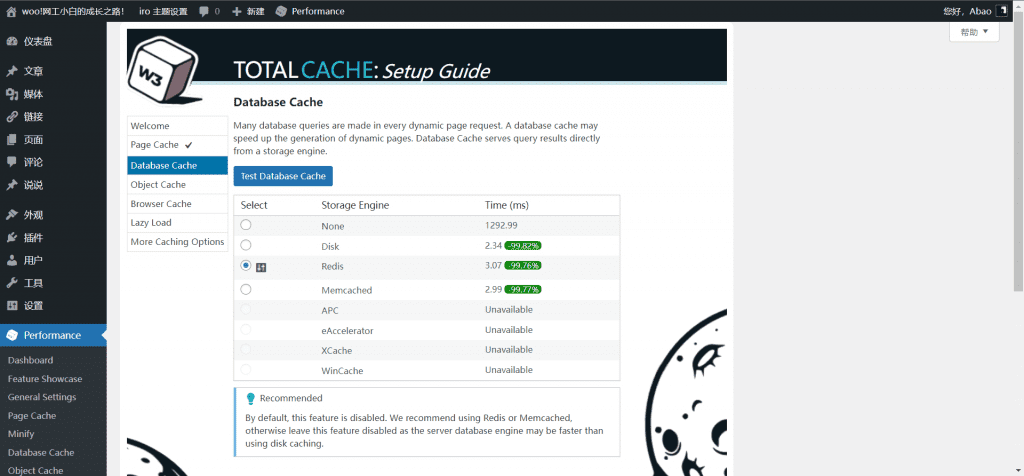 woo!网工小白的成长之路! iro 主题设置 0 新建 Performance 您好，Abao
帮助
仪表盘
文章
媒体
链接
页面
评论
说说
外观
插件
用户
工具
设置
Performance
Dashboard
Feature Showcase
General Settings
Page Cache
Minify
Database Cache
Object Cache
W3
TOTAL CACHE: Setup Guide
Welcome
Page Cache
Database Cache
Object Cache
Browser Cache
Lazy Load
More Caching Options
Database Cache
Many database queries are made in every dynamic page request. A database cache may
speed up the generation of dynamic pages. Database Cache serves query results directly
from a storage engine.
Test Database Cache
Select Storage Engine Time (ms)
None 1292.99
Disk 2.34 -99.82%
Redis 3.07 -99.76%
Memcached 2.99 -99.77%
APC Unavailable
eAccelerator Unavailable
XCache Unavailable
WinCache Unavailable
Recommended
By default, this feature is disabled. We recommend using Redis or Memcached,
otherwise leave this feature disabled as the server database engine may be faster than
using disk caching.